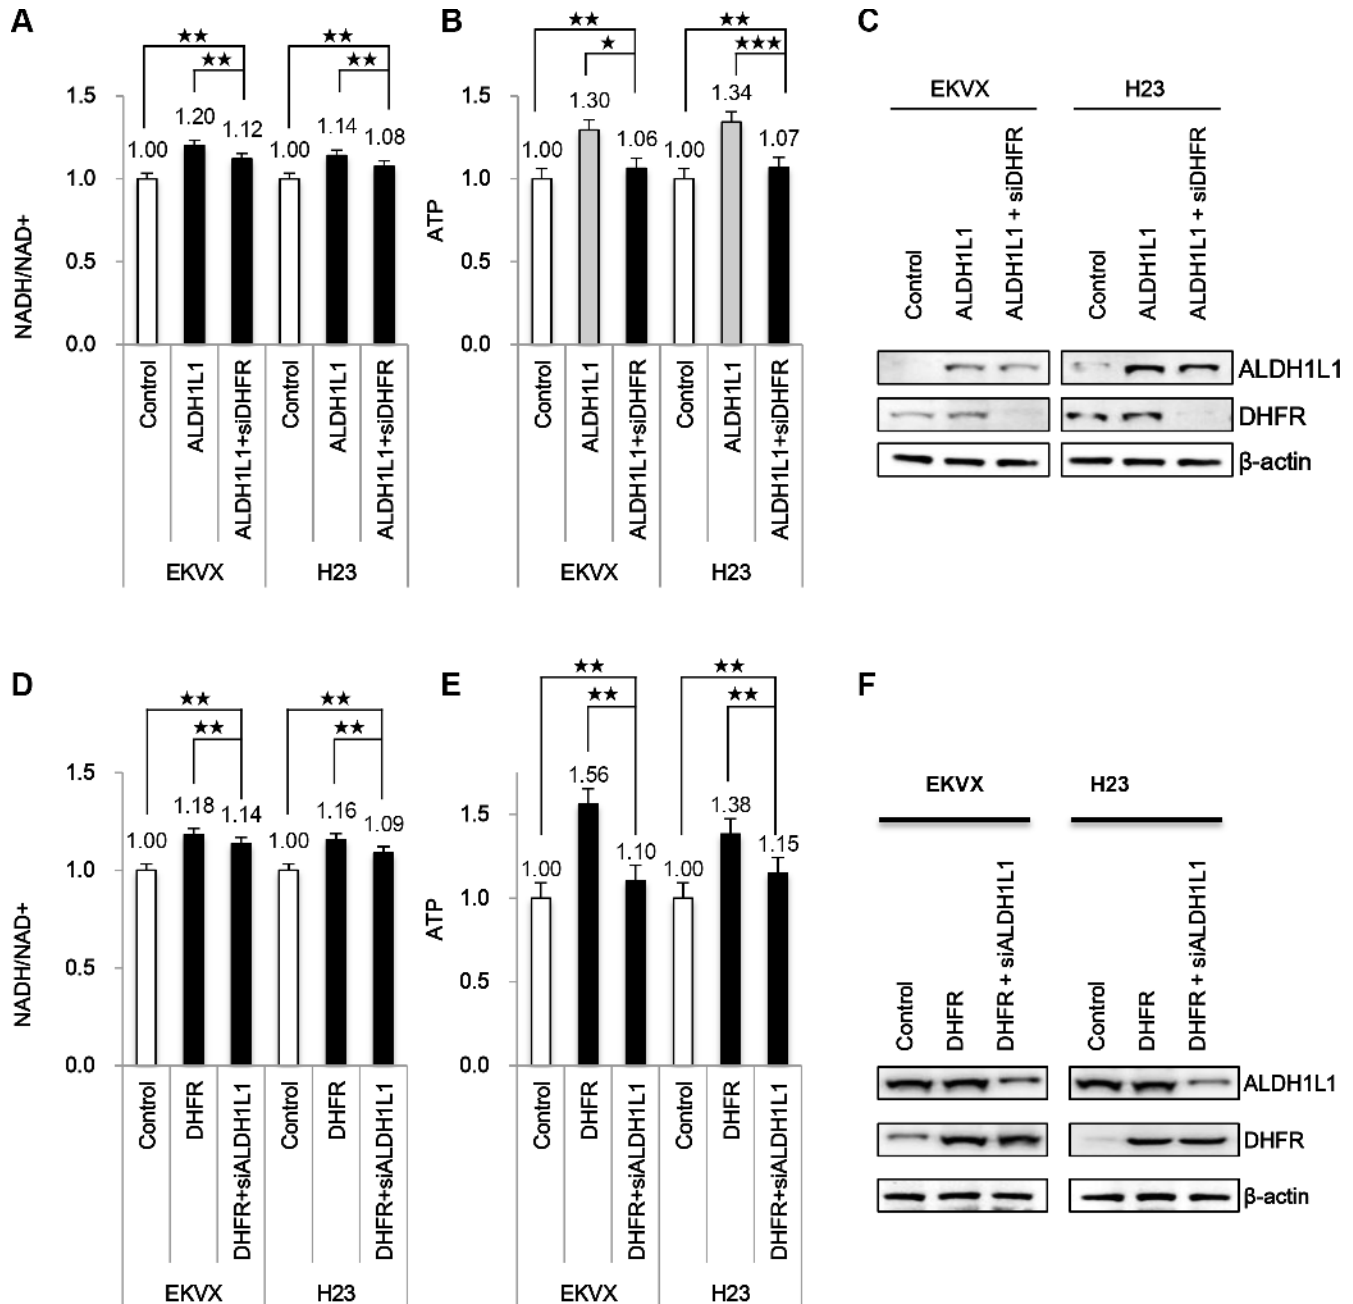 A
★★ ★★
★★ ★★
NADH/NAD+
1.5
1.0
0.5
0.0
1.00 1.20 1.12 1.00 1.14 1.08
Control ALDH1L1 ALDH1L1+siDHFR Control ALDH1L1 ALDH1L1+siDHFR
EKVX H23
B
★★ ★★
★ ★★★
ATP
1.5
1.0
0.5
0.0
1.00 1.30 1.06 1.00 1.34 1.07
Control ALDH1L1 ALDH1L1+siDHFR Control ALDH1L1 ALDH1L1+siDHFR
EKVX H23
C
EKVX H23
Control ALDH1L1 ALDH1L1 + siDHFR Control ALDH1L1 ALDH1L1 + siDHFR
ALDH1L1
DHFR
β-actin
D
★★ ★★
★★ ★★
NADH/NAD+
1.5
1.0
0.5
0.0
1.00 1.18 1.14 1.00 1.16 1.09
Control DHFR DHFR+siALDH1L1 Control DHFR DHFR+siALDH1L1
EKVX H23
E
★★ ★★
★★ ★★
ATP
1.5
1.0
0.5
0.0
1.00 1.56 1.10 1.00 1.38 1.15
Control DHFR DHFR+siALDH1L1 Control DHFR DHFR+siALDH1L1
EKVX H23
F
EKVX H23
Control DHFR DHFR + siALDH1L1 Control DHFR DHFR + siALDH1L1
ALDH1L1
DHFR
β-actin